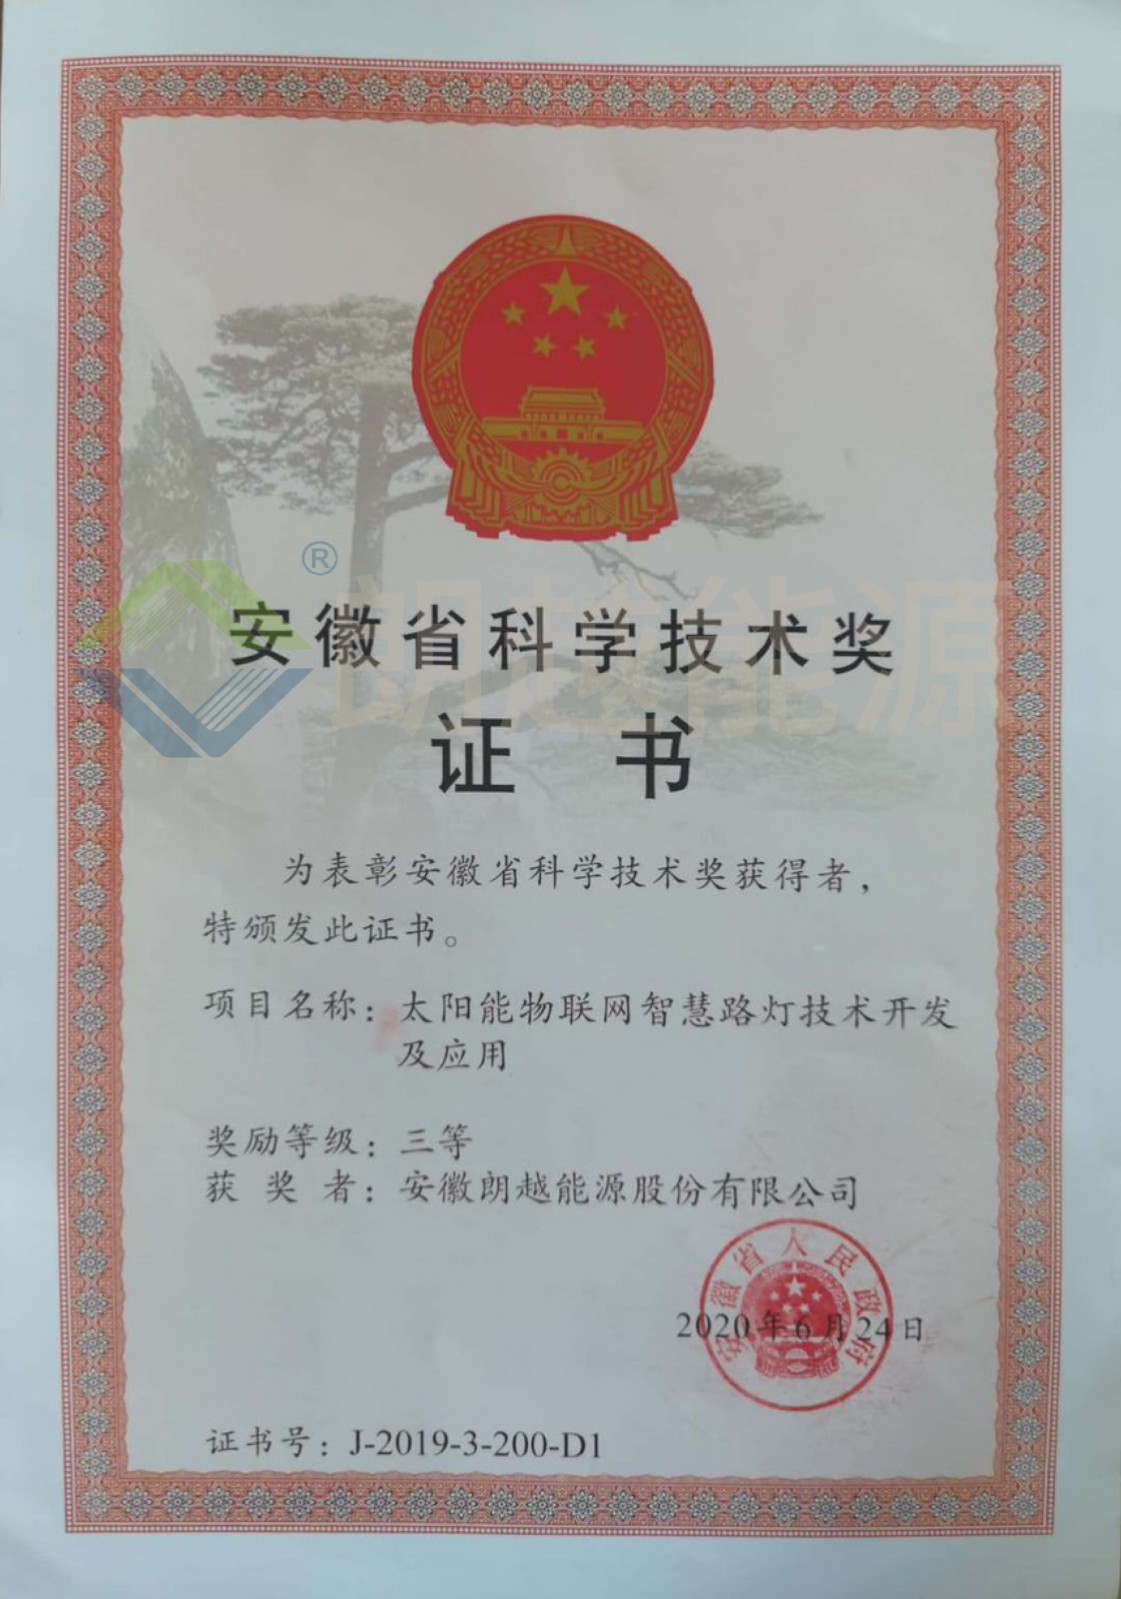 ®
朗越能源
安徽省科学技术奖
证书
为表彰安徽省科学技术奖获得者，
特颁发此证书。
项目名称：太阳能物联网智慧路灯技术开发
及应用
奖励等级：三等
获奖者：安徽朗越能源股份有限公司
安徽省人民政府
2020年6月24日
证书号：J-2019-3-200-D1